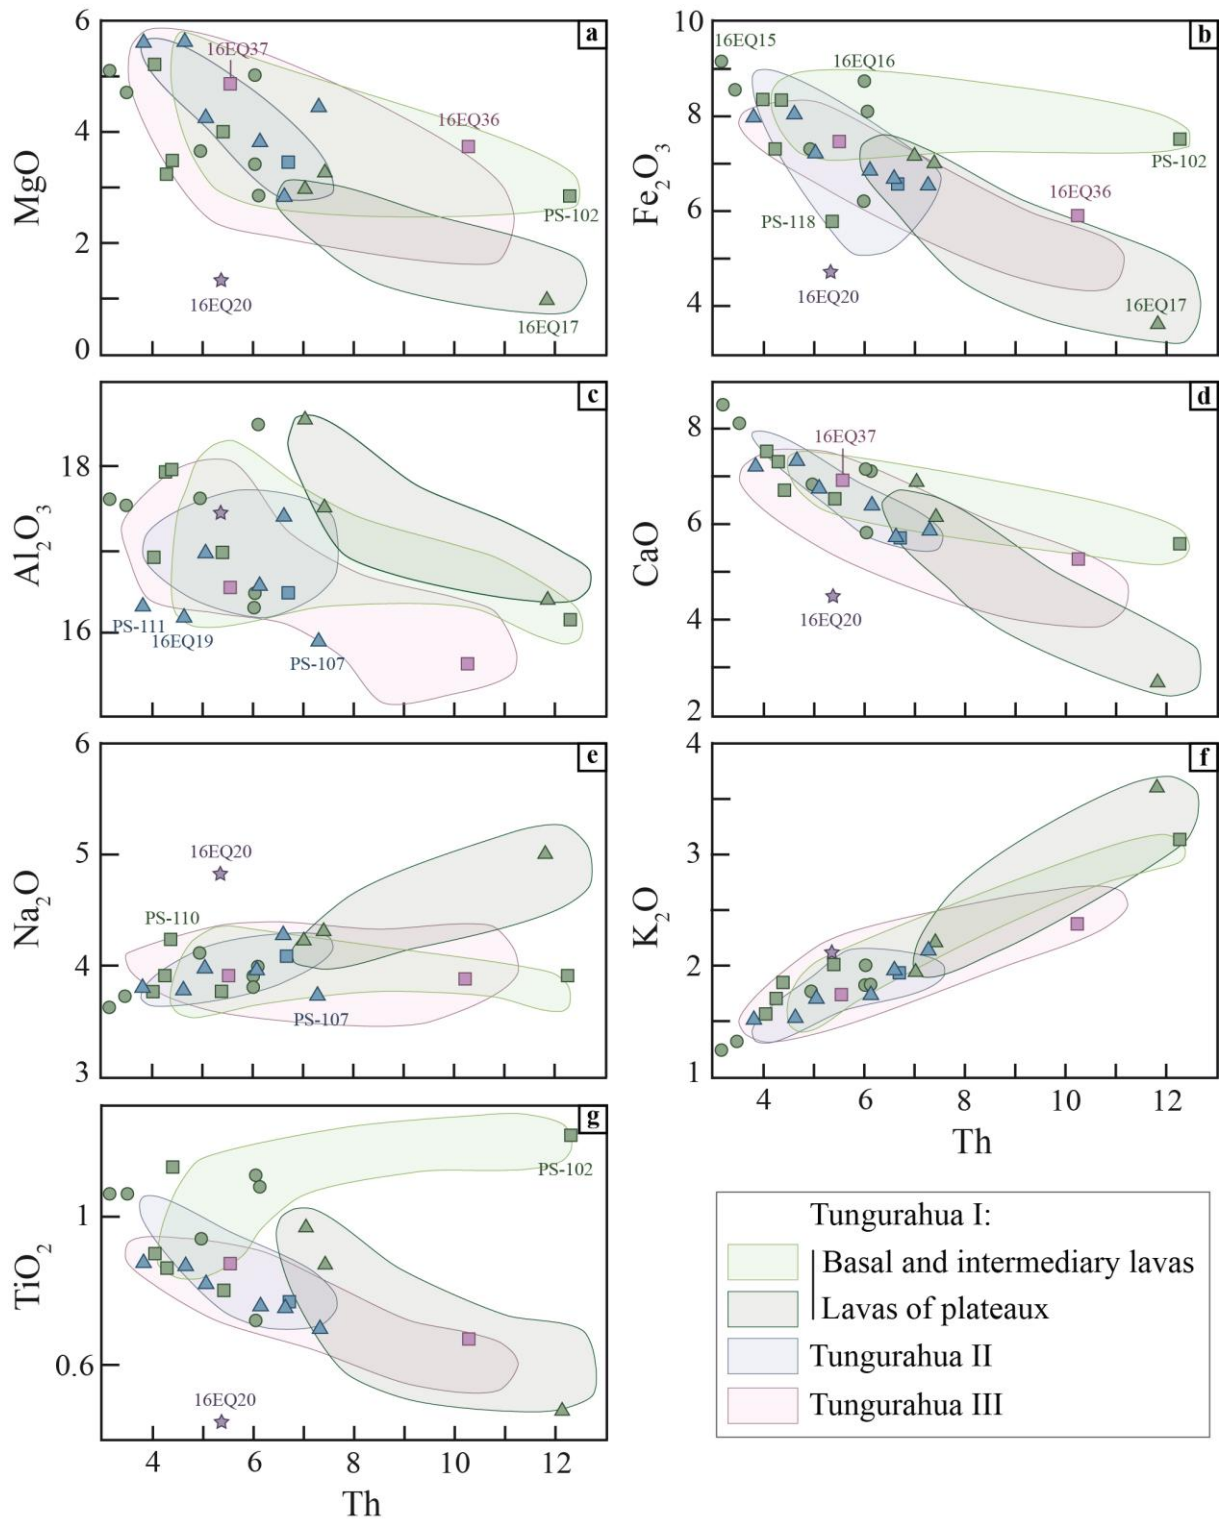 a
6
4
2
0
MgO
16EQ37
16EQ36
PS-102
16EQ20
16EQ17
b
10
8
6
4
Fe₂O₃
16EQ15
16EQ16
PS-102
16EQ36
PS-118
16EQ20
16EQ17
c
18
16
Al₂O₃
PS-111
16EQ19
PS-107
d
8
6
4
2
CaO
16EQ37
16EQ20
e
6
5
4
3
Na₂O
16EQ20
PS-110
PS-107
f
4
3
2
1
K₂O
4 6 8 10 12
Th
g
1
0.6
TiO₂
PS-102
16EQ20
4 6 8 10 12
Th
Tungurahua I:
Basal and intermediary lavas
Lavas of plateaux
Tungurahua II
Tungurahua III